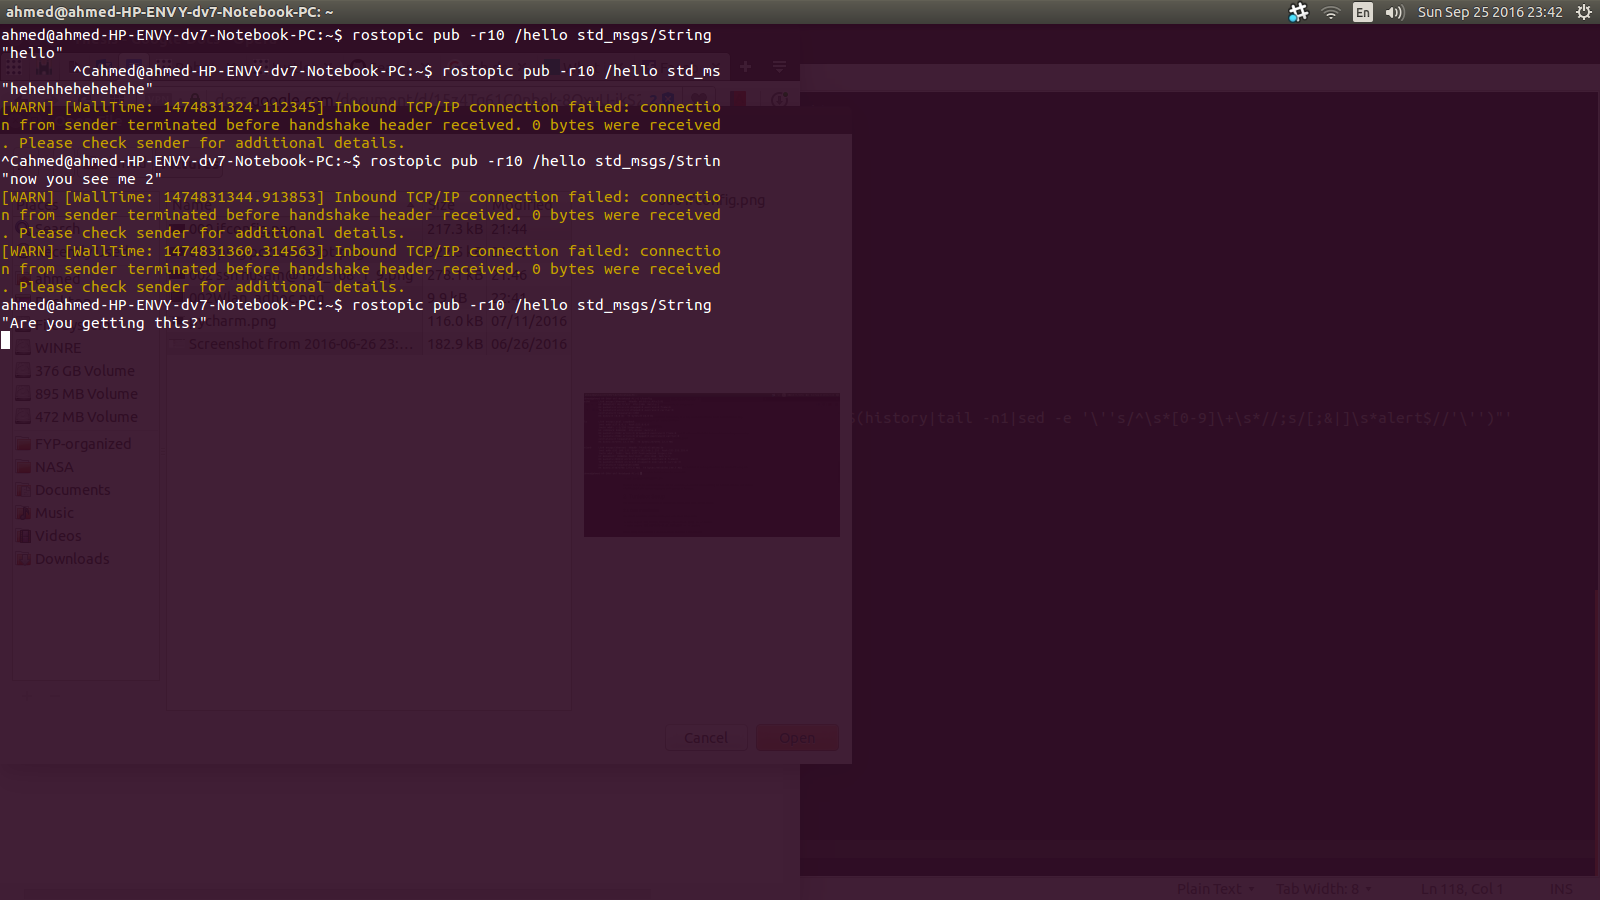 ahmed@ahmed-HP-ENVY-dv7-Notebook-PC: ~
En
Sun Sep 25 2016 23:42
ahmed@ahmed-HP-ENVY-dv7-Notebook-PC:~$ rostopic pub -r10 /hello std_msgs/String
"hello"
^Cahmed@ahmed-HP-ENVY-dv7-Notebook-PC:~$ rostopic pub -r10 /hello std_ms
"hehehhehehehehe"
[WARN] [WallTime: 1474831324.112345] Inbound TCP/IP connection failed: connectio
n from sender terminated before handshake header received. 0 bytes were received
. Please check sender for additional details.
^Cahmed@ahmed-HP-ENVY-dv7-Notebook-PC:~$ rostopic pub -r10 /hello std_msgs/Strin
"now you see me 2"
[WARN] [WallTime: 1474831344.913853] Inbound TCP/IP connection failed: connectio
n from sender terminated before handshake header received. 0 bytes were received
. Please check sender for additional details.
[WARN] [WallTime: 1474831360.314563] Inbound TCP/IP connection failed: connectio
n from sender terminated before handshake header received. 0 bytes were received
. Please check sender for additional details.
ahmed@ahmed-HP-ENVY-dv7-Notebook-PC:~$ rostopic pub -r10 /hello std_msgs/String
"Are you getting this?"
217.3 kB 21:44
116.0 kB 07/11/2016
Screenshot from 2016-06-26 23:... 182.9 kB 06/26/2016
WINRE
376 GB Volume
895 MB Volume
472 MB Volume
FYP-organized
NASA
Documents
Music
Videos
Downloads
(history|tail -n1|sed -e '\''s/^\s*[0-9]\+\s*//;s/[;&|]\s*alert$//'\'')"'
Cancel
Open
Plain Text
Tab Width: 8
Ln 118, Col 1
INS